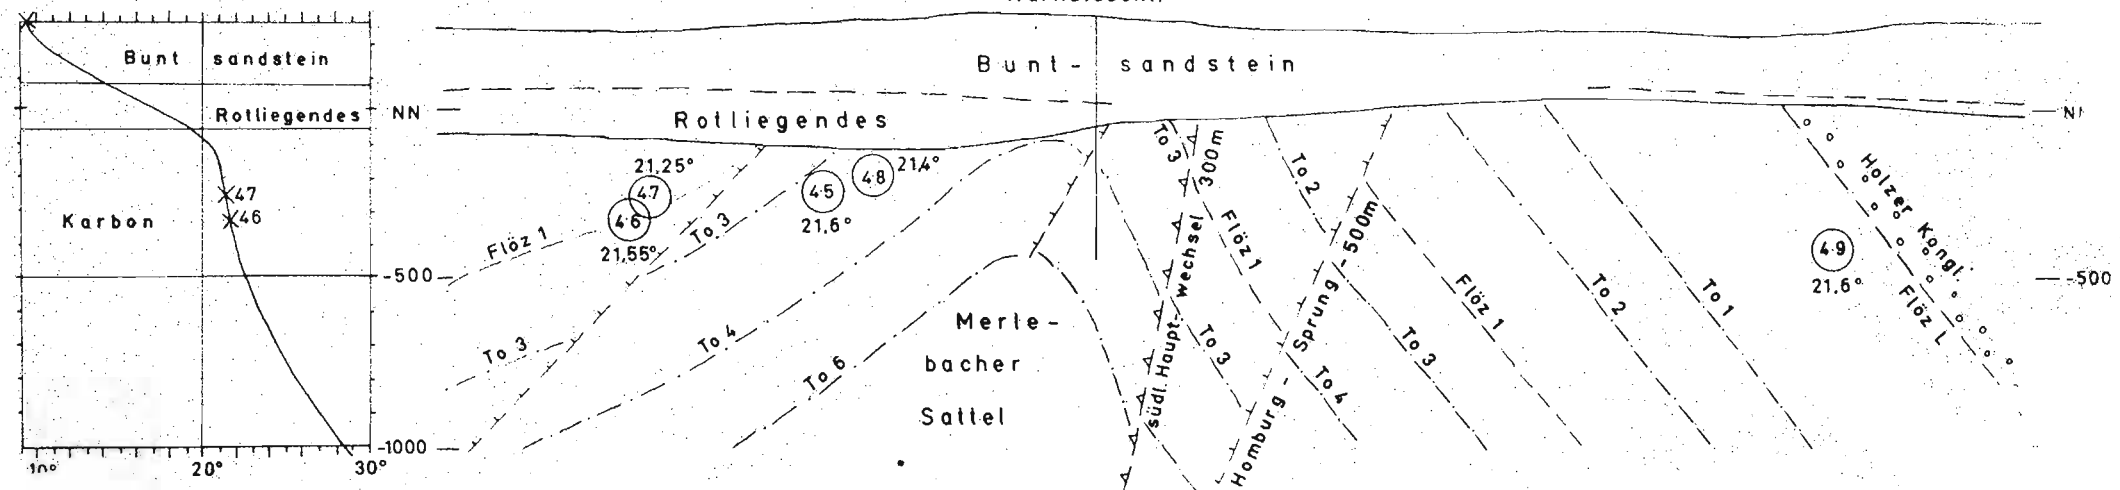 Bunt sandstein
Rotliegendes
47
46
Karbon
10° 20° 30°
NN
-500
-1000
Bunt- sandstein
Rotliegendes
NN
-500
21,25°
47
46
21,55°
45
21,6°
48
21,4°
Flöz 1
To 3
To 3
To 4
To 6
Merle-
bacher
Sattel
To 3
300m
südl. Haupt- wechsel
Flöz 1
To 3
To 2
Homburg - Sprung - 500m
To 4
To 3
Flöz 1
To 2
To 1
Holzer Kongl.
Flöz L
49
21,6°